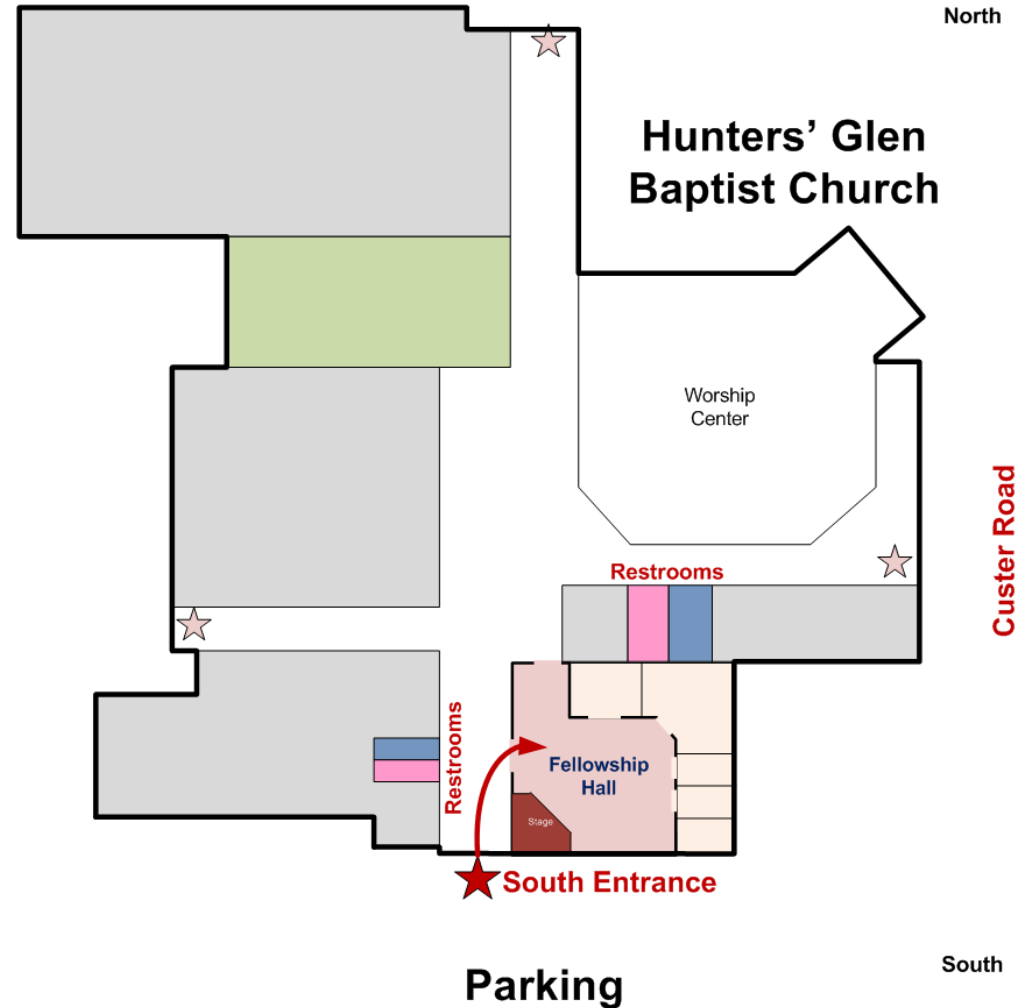 North
Hunters’ Glen
Baptist Church
Worship
Center
Custer Road
Restrooms
Restrooms
Fellowship
Hall
Stage
South Entrance
South
Parking